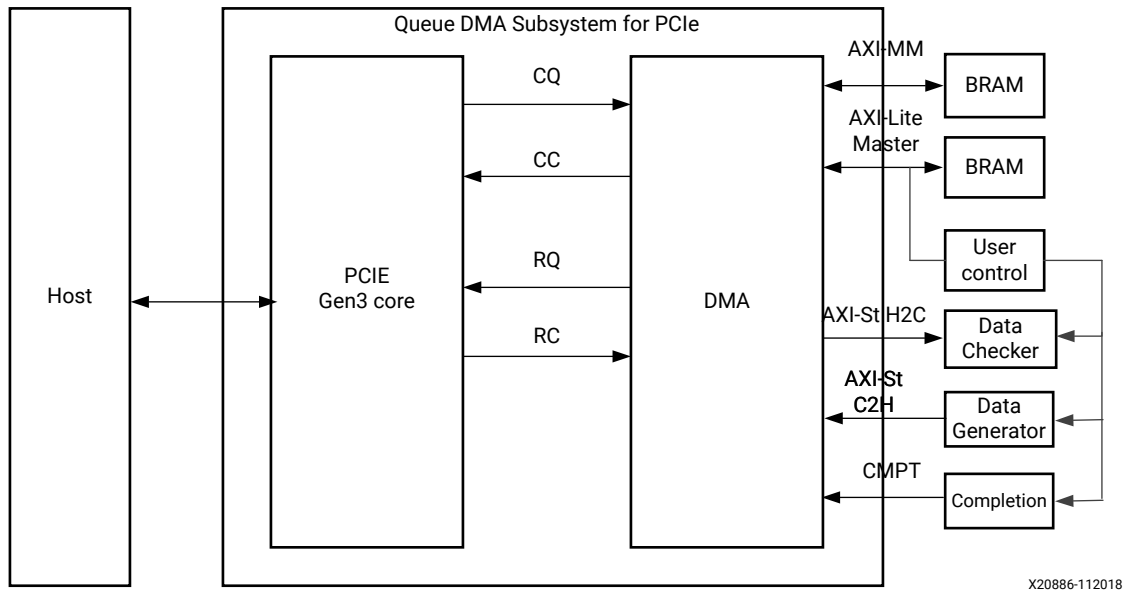 Queue DMA Subsystem for PCIe
Host
PCIE
Gen3 core
CQ
CC
RQ
RC
DMA
AXI-MM
BRAM
AXI-Lite
Master
BRAM
User
control
AXI-St H2C
Data
Checker
AXI-St
C2H
Data
Generator
CMPT
Completion
X20886-112018